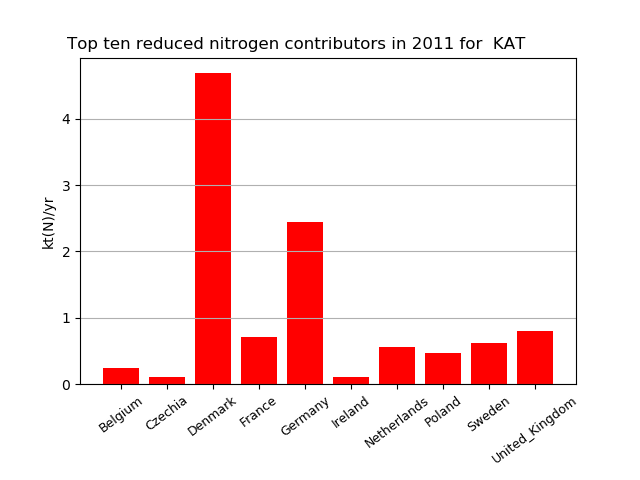 Top ten reduced nitrogen contributors in 2011 for  KAT
kt(N)/yr
4
3
2
1
0
Belgium
Czechia
Denmark
France
Germany
Ireland
Netherlands
Poland
Sweden
United_Kingdom